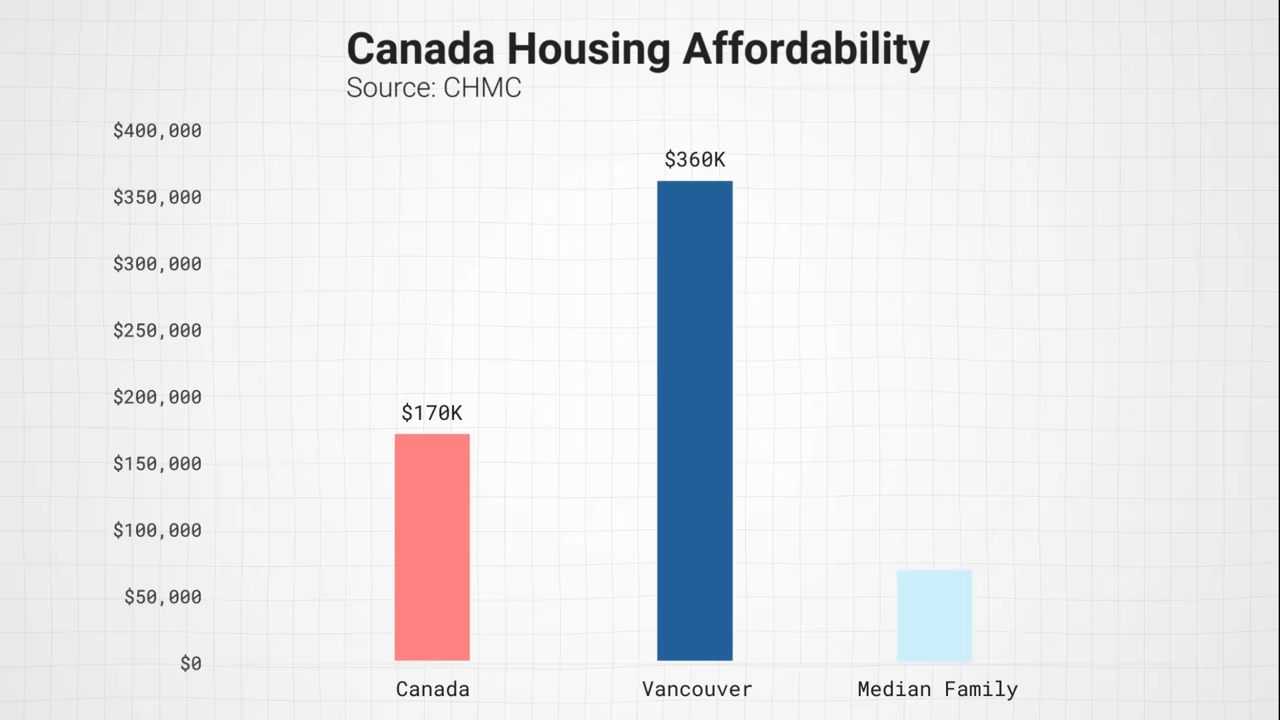 Canada Housing Affordability
Source: CHMC
$400,000
$360K
$350,000
$300,000
$250,000
$200,000
$170K
$150,000
$100,000
$50,000
$0
Canada
Vancouver
Median Family